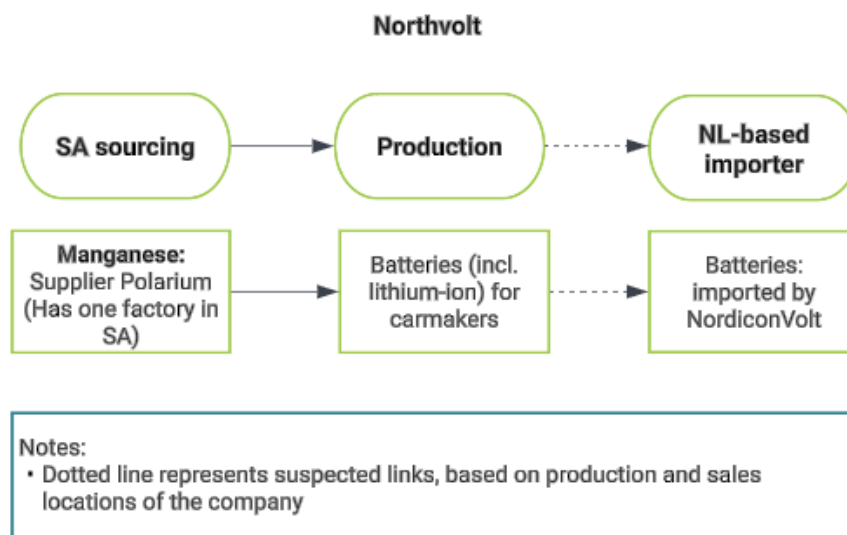 Northvolt
SA sourcing
Production
NL-based
importer
Manganese:
Supplier Polarium
(Has one factory in
SA)
Batteries (incl.
lithium-ion) for
carmakers
Batteries:
imported by
NordiconVolt
Notes:
• Dotted line represents suspected links, based on production and sales
locations of the company